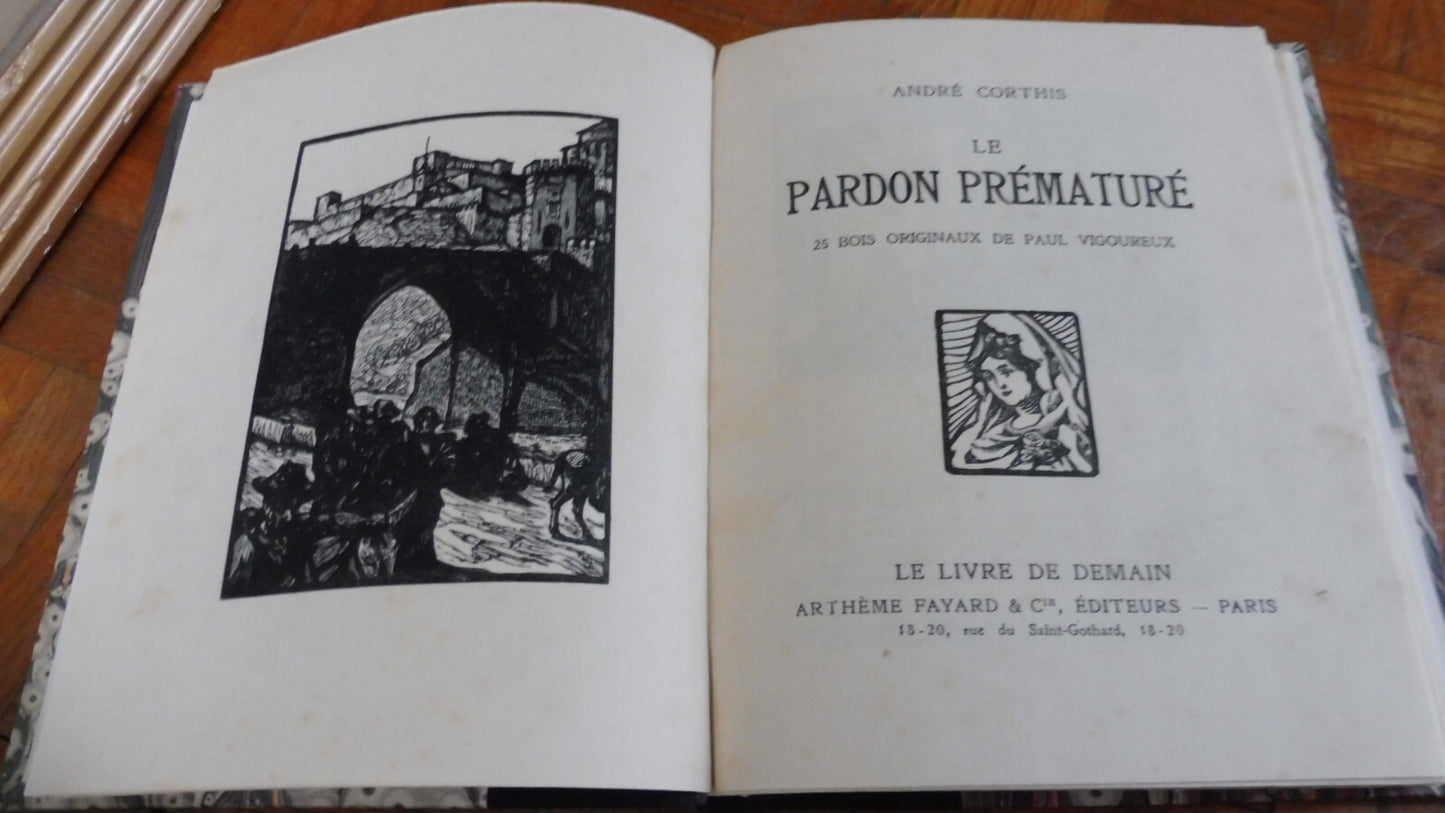 ANDRÉ CORTHIS
LE
PARDON PRÉMATURÉ
25 BOIS ORIGINAUX DE PAUL VIGOUREUX
LE LIVRE DE DEMAIN
ARTHÈME FAYARD & Cᴵᴱ, ÉDITEURS — PARIS
18-20, rue du Saint-Gothard, 18-20